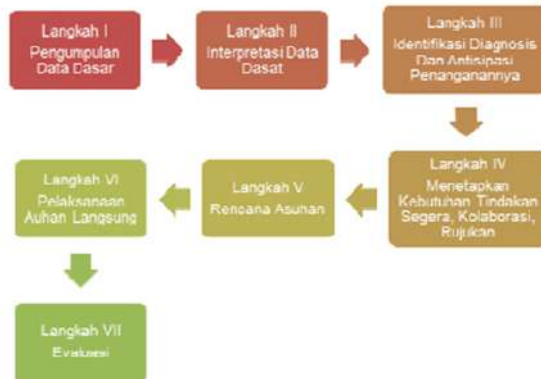 Langkah I
Pengumpulan
Data Dasar
Langkah II
Interpretasi Data
Dasat
Langkah III
Identifikasi Diagnosis
Dan Antisipasi
Penanganannya
Langkah IV
Menetapkan
Kebutuhan Tindakan
Segera, Kolaborasi,
Rujukan
Langkah V
Rencana Asuhan
Langkah VI
Pelaksanaan
Auhan Langsung
Langkah VII
Evaluasi